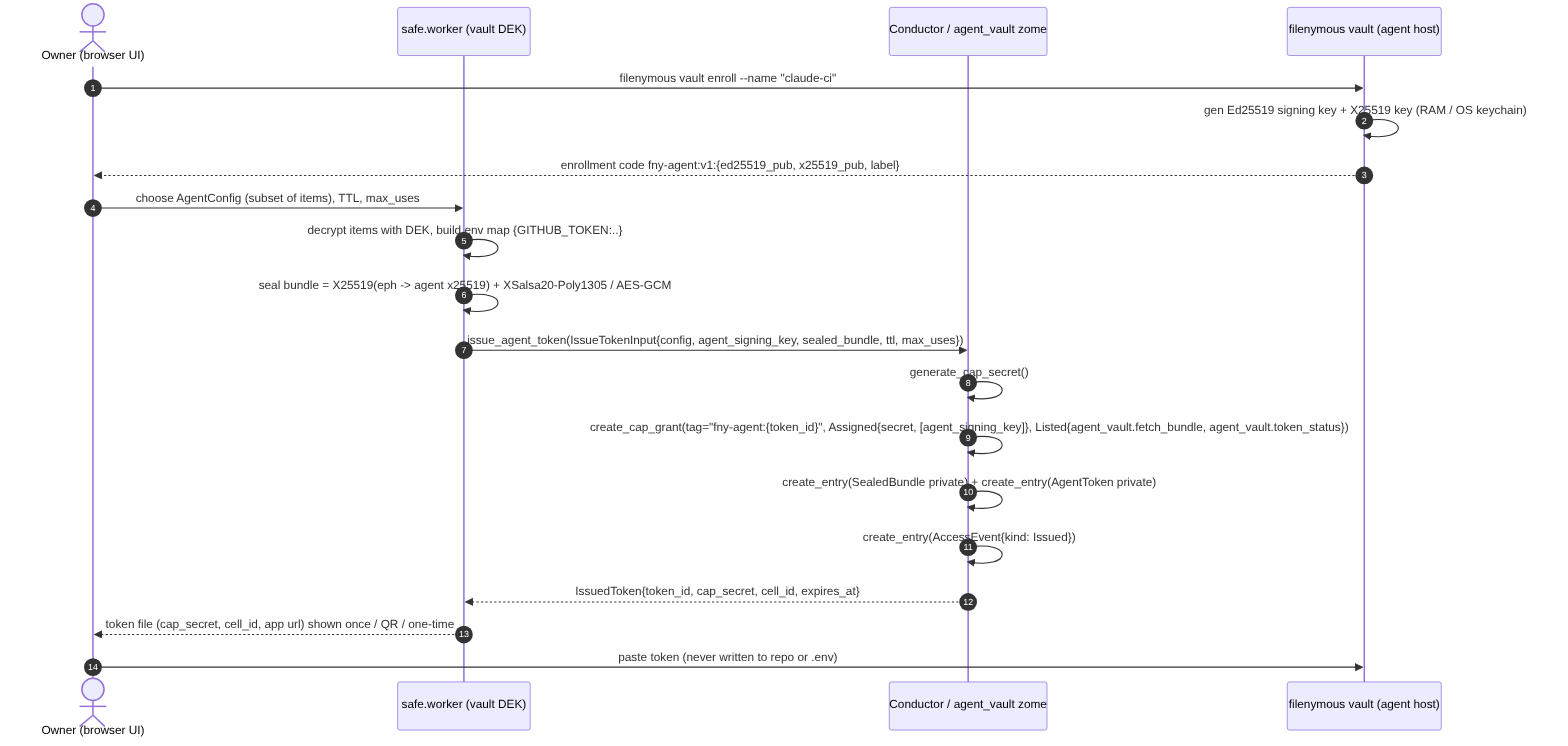 Owner (browser UI)
safe.worker (vault DEK)
Conductor / agent_vault zome
filenymous vault (agent host)
1
filenymous vault enroll --name "claude-ci"
2
gen Ed25519 signing key + X25519 key (RAM / OS keychain)
3
enrollment code fny-agent:v1:{ed25519_pub, x25519_pub, label}
4
choose AgentConfig (subset of items), TTL, max_uses
5
decrypt items with DEK, build env map {GITHUB_TOKEN:..}
6
seal bundle = X25519(eph -> agent x25519) + XSalsa20-Poly1305 / AES-GCM
7
issue_agent_token(IssueTokenInput{config, agent_signing_key, sealed_bundle, ttl, max_uses})
8
generate_cap_secret()
9
create_cap_grant(tag="fny-agent:{token_id}", Assigned{secret, [agent_signing_key]}, Listed{agent_vault.fetch_bundle, agent_vault.token_status})
10
create_entry(SealedBundle private) + create_entry(AgentToken private)
11
create_entry(AccessEvent{kind: Issued})
12
IssuedToken{token_id, cap_secret, cell_id, expires_at}
13
token file (cap_secret, cell_id, app url) shown once / QR / one-time
14
paste token (never written to repo or .env)
Owner (browser UI)
safe.worker (vault DEK)
Conductor / agent_vault zome
filenymous vault (agent host)